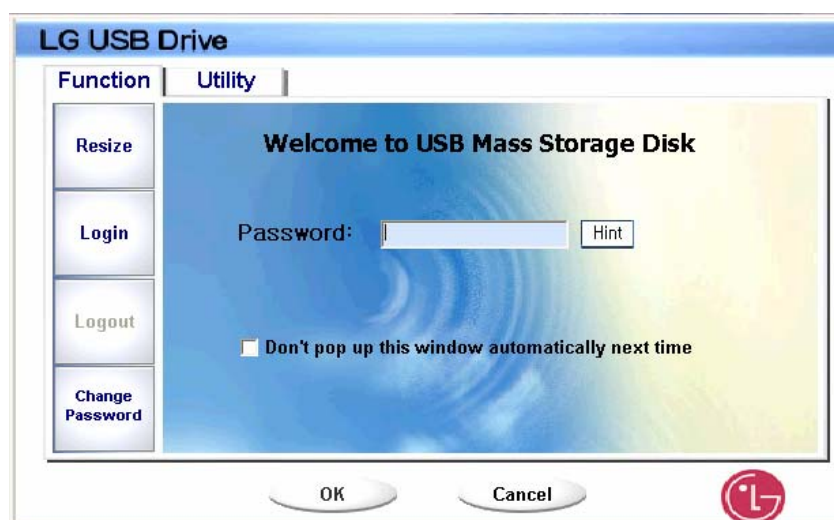 LG USB Drive
Function Utility
Resize
Login
Logout
Change
Password
Welcome to USB Mass Storage Disk
Password: Hint
Don't pop up this window automatically next time
OK Cancel